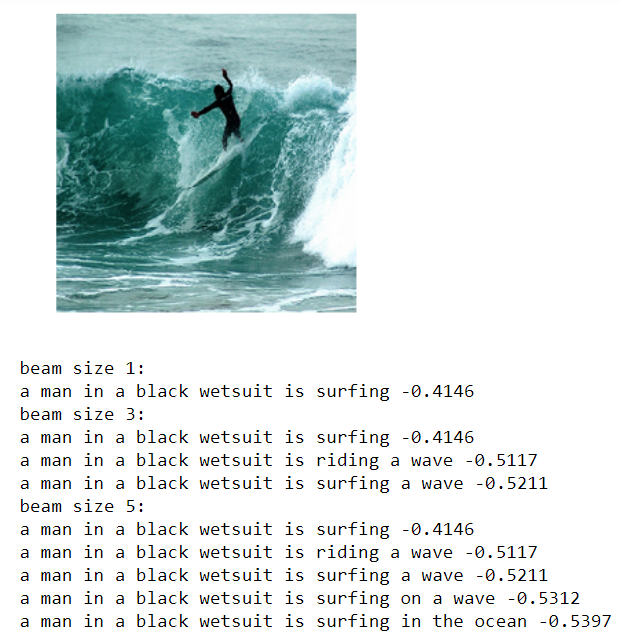 beam size 1:
a man in a black wetsuit is surfing -0.4146
beam size 3:
a man in a black wetsuit is surfing -0.4146
a man in a black wetsuit is riding a wave -0.5117
a man in a black wetsuit is surfing a wave -0.5211
beam size 5:
a man in a black wetsuit is surfing -0.4146
a man in a black wetsuit is riding a wave -0.5117
a man in a black wetsuit is surfing a wave -0.5211
a man in a black wetsuit is surfing on a wave -0.5312
a man in a black wetsuit is surfing in the ocean -0.5397